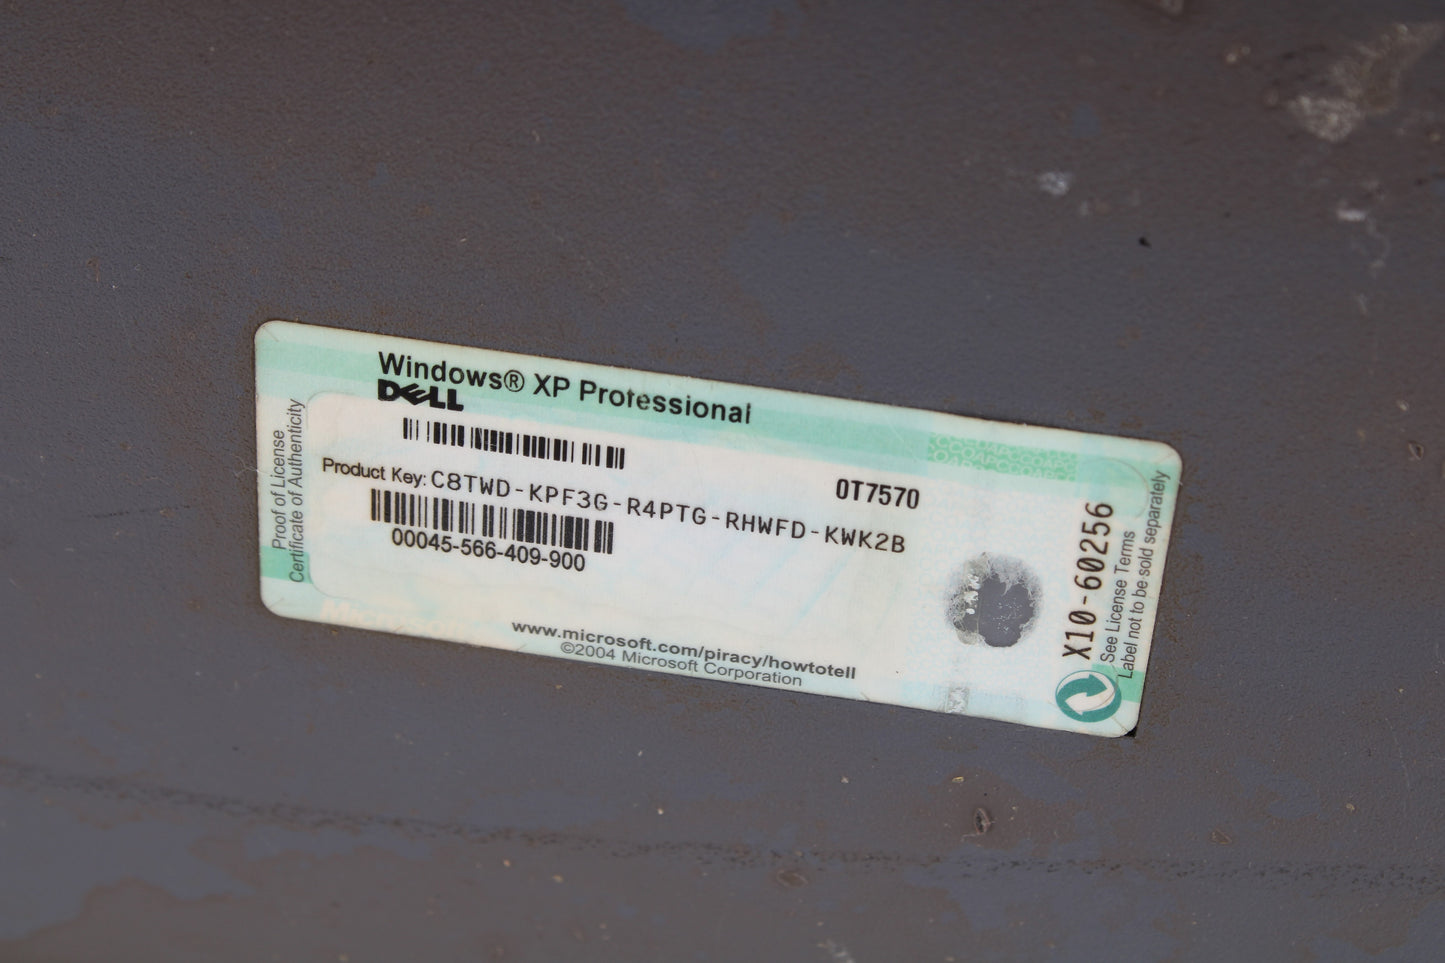 Windows® XP Professional
DELL
Product Key: C8TWD-KPF3G-R4PTG-RHWFD-KWK2B
0T7570
00045-566-409-900
www.microsoft.com/piracy/howtotell
©2004 Microsoft Corporation
Proof of License
Certificate of Authenticity
X10-60256
See License Terms
Label not to be sold separately